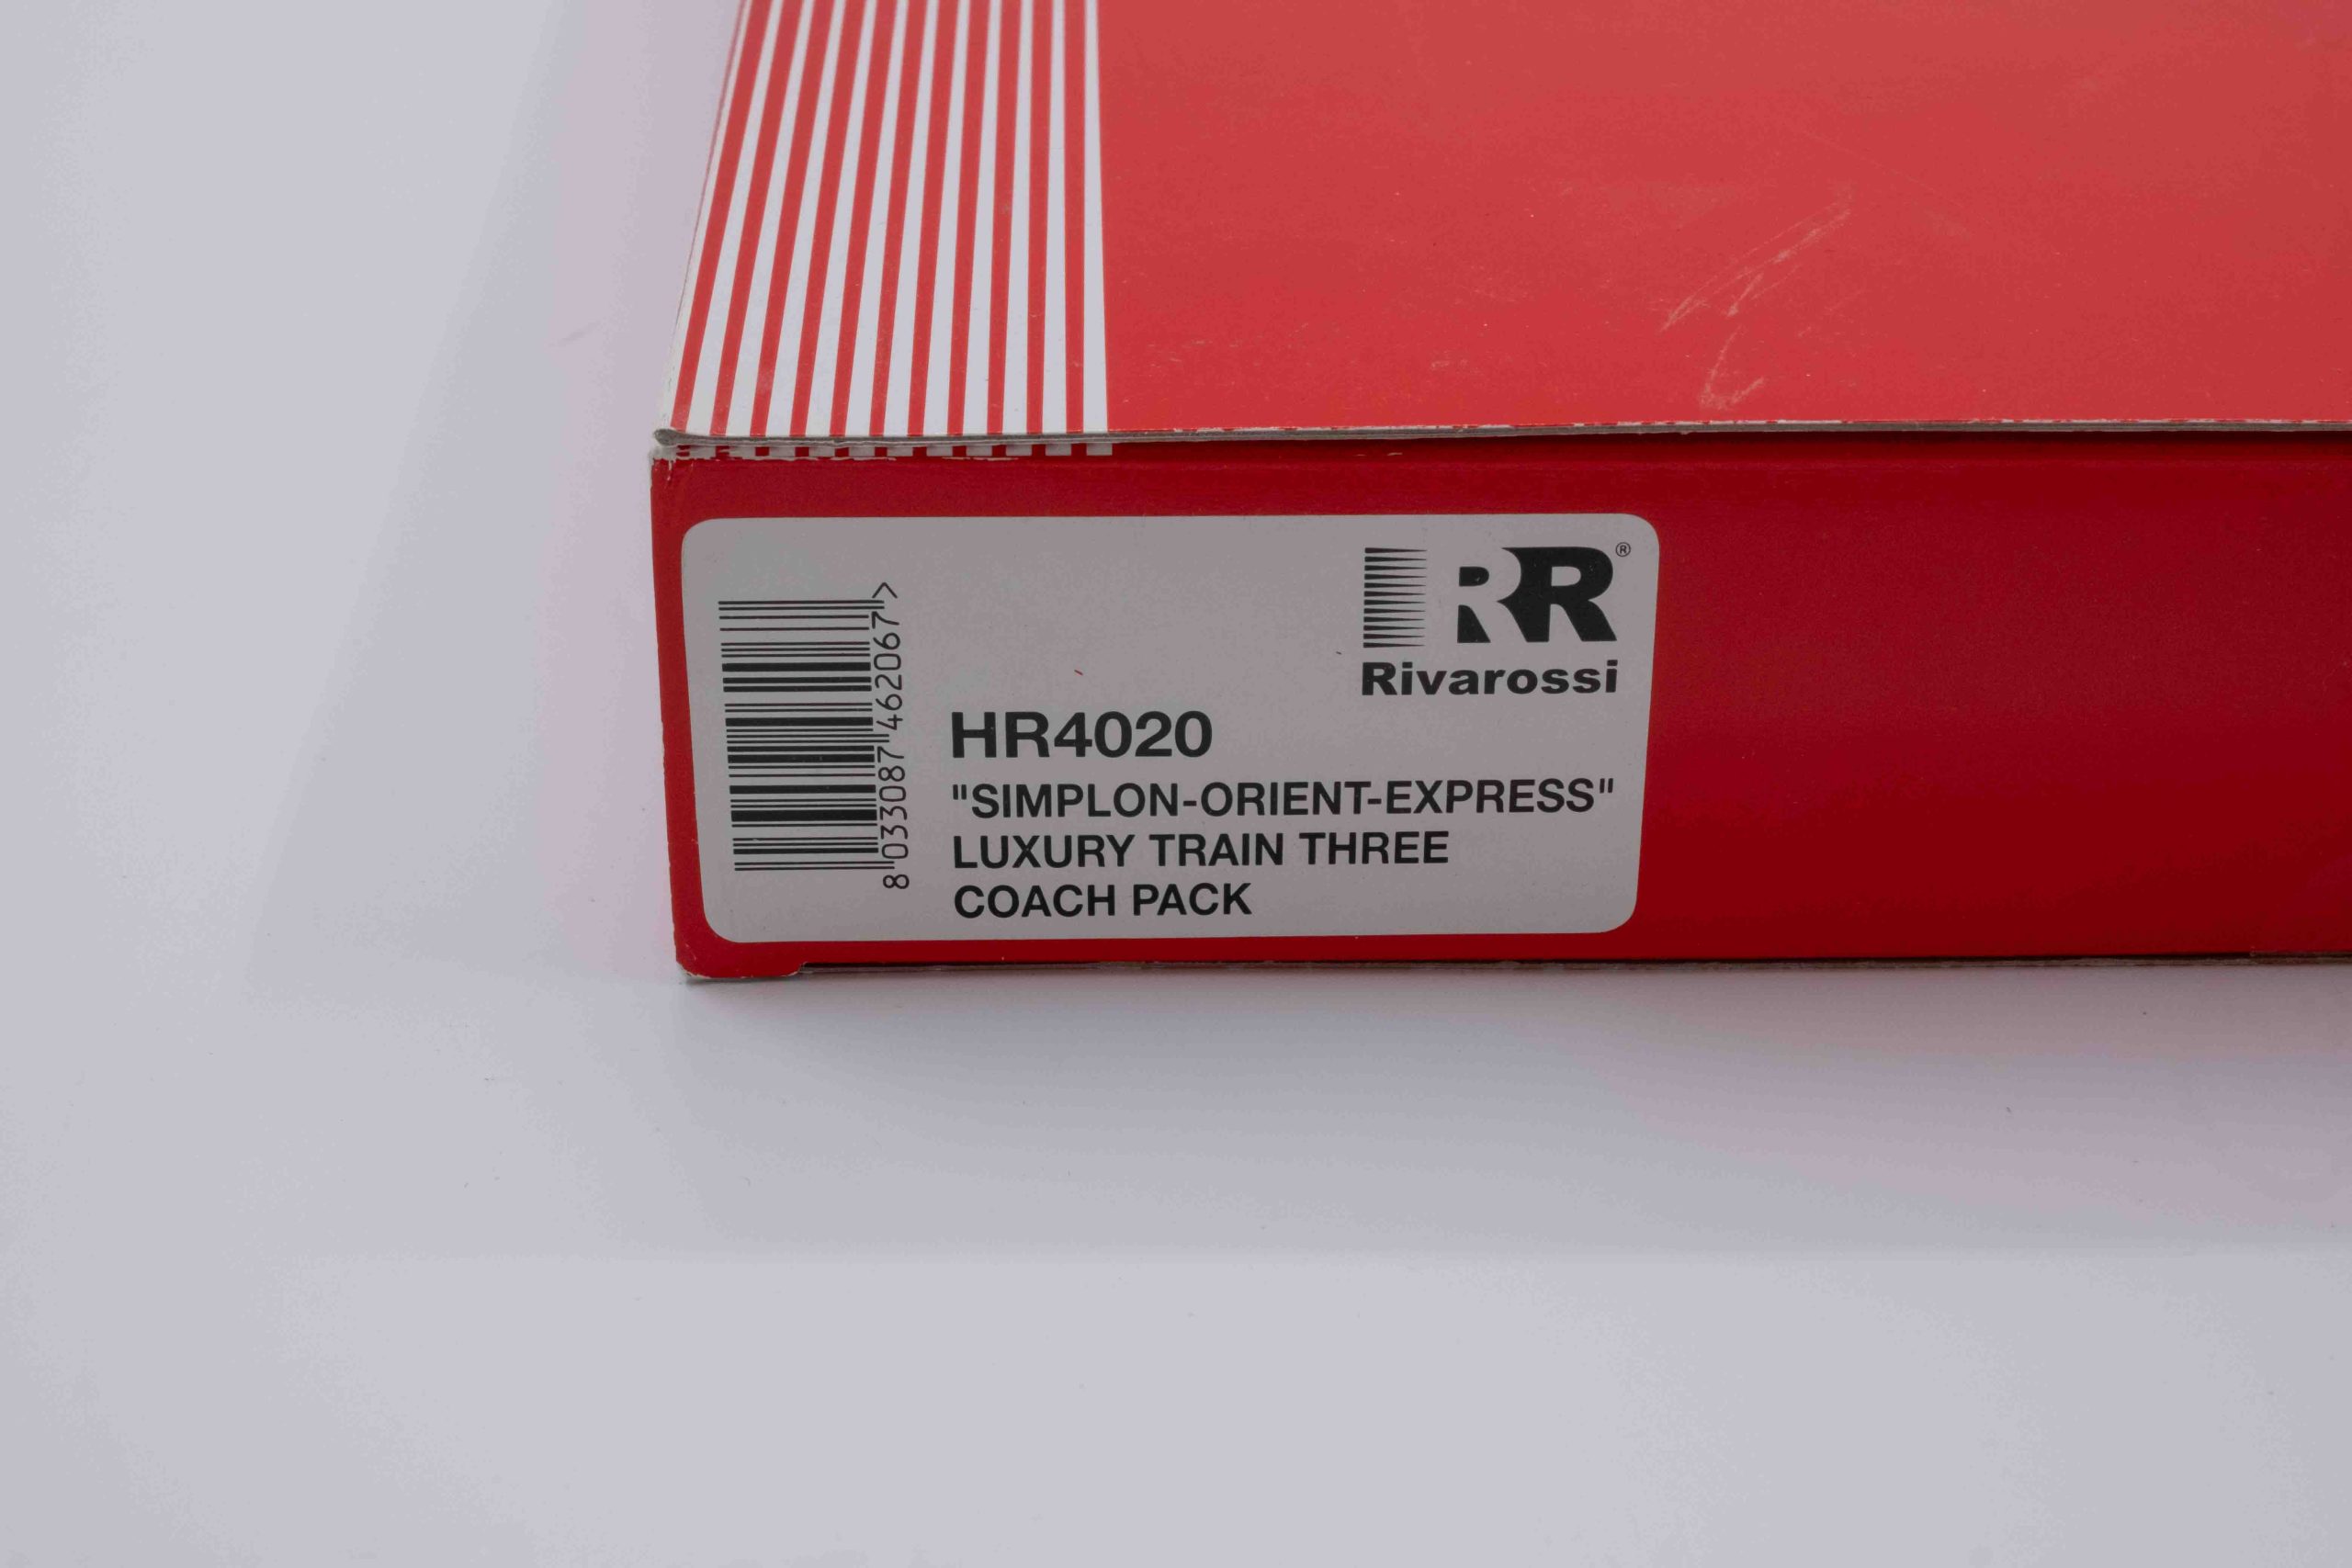 RR®
Rivarossi
8 033087 462067 >
HR4020
"SIMPLON-ORIENT-EXPRESS"
LUXURY TRAIN THREE
COACH PACK